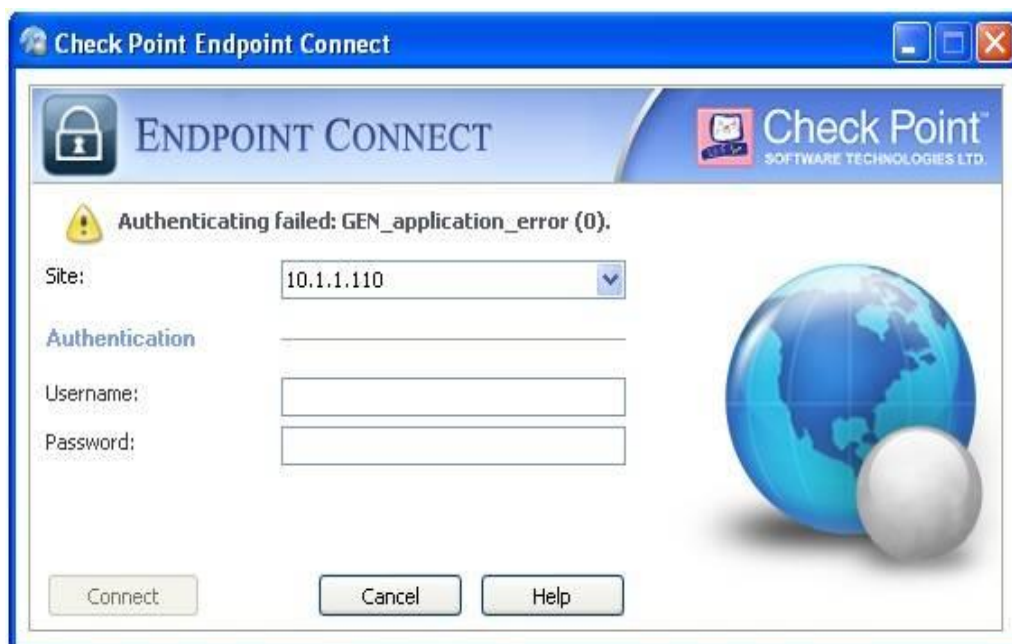 Check Point Endpoint Connect
ENDPOINT CONNECT
Check Point™
SOFTWARE TECHNOLOGIES LTD.
Authenticating failed: GEN_application_error (0).
Site:
10.1.1.110
Authentication
Username:
Password:
Connect
Cancel
Help